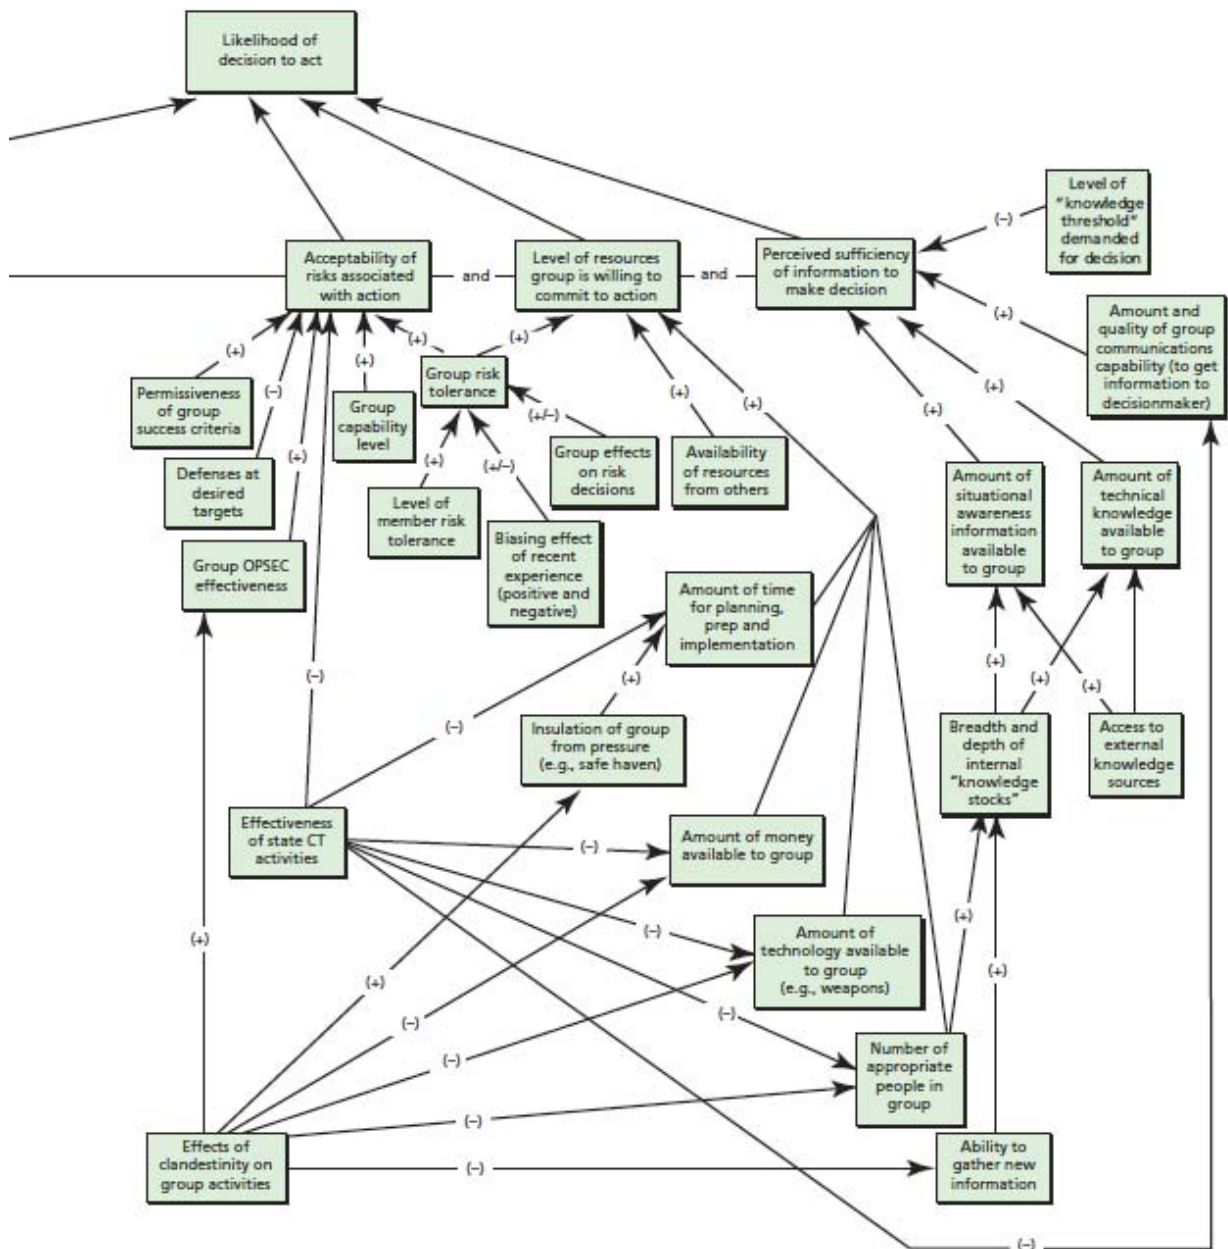 Likelihood of
decision to act
Level of
“knowledge
threshold”
demanded
for decision
(–)
Acceptability of
risks associated
with action
and
Level of resources
group is willing to
commit to action
and
Perceived sufficiency
of information to
make decision
Amount and
quality of group
communications
capability (to get
information to
decisionmaker)
(+)
(+)
(+)
(+)
(+)
(–)
(+)
Permissiveness
of group
success criteria
Group risk
tolerance
Group
capability
level
(+)
(+)
(+)
(+)
(+/–)
(+)
(+)
(+/–)
Defenses at
desired
targets
Group effects
on risk
decisions
Availability
of resources
from others
Level of
member risk
tolerance
Biasing effect
of recent
experience
(positive and
negative)
Amount of
situational
awareness
information
available
to group
Amount of
technical
knowledge
available
to group
Group OPSEC
effectiveness
Amount of time
for planning,
prep and
implementation
(–)
(+)
(+)
(+)
(+)
(–)
Insulation of group
from pressure
(e.g., safe haven)
Breadth and
depth of
internal
“knowledge
stocks”
Access to
external
knowledge
sources
Effectiveness
of state CT
activities
(–)
Amount of money
available to group
(+)
(–)
Amount of
technology available
to group
(e.g., weapons)
(+)
(+)
(+)
(–)
(–)
(–)
Number of
appropriate
people in
group
(–)
Effects of
clandestinity on
group activities
(–)
Ability to
gather new
information
(–)